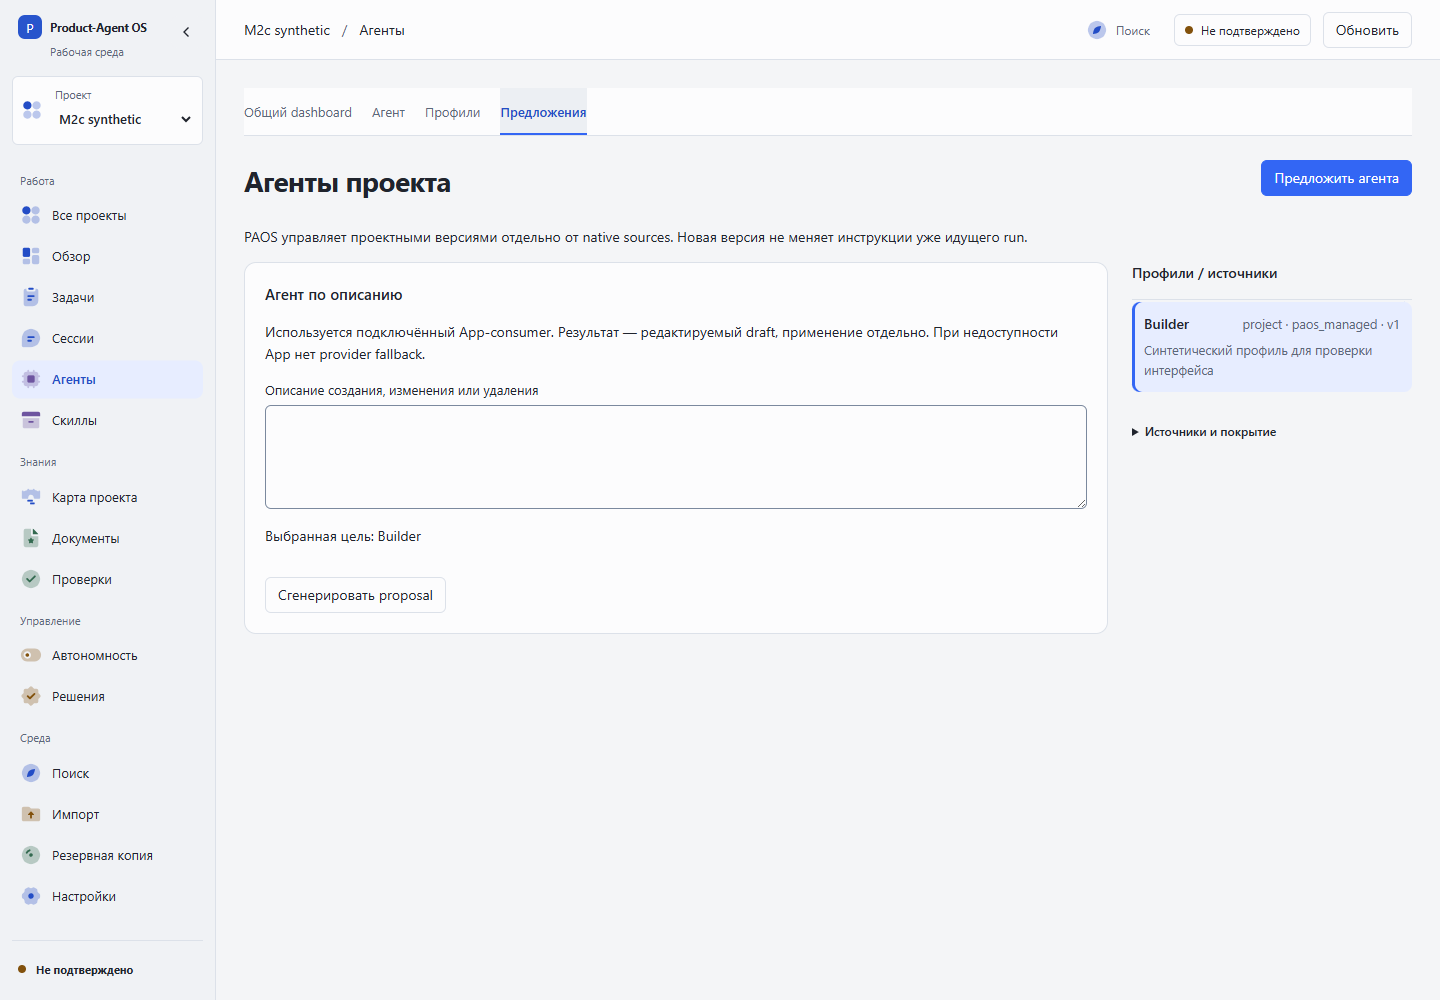 P
Product-Agent OS
Рабочая среда
Проект
M2c synthetic
Работа
Все проекты
Обзор
Задачи
Сессии
Агенты
Скиллы
Знания
Карта проекта
Документы
Проверки
Управление
Автономность
Решения
Среда
Поиск
Импорт
Резервная копия
Настройки
Не подтверждено
M2c synthetic / Агенты
Поиск
Не подтверждено
Обновить
Общий dashboard
Агент
Профили
Предложения
Агенты проекта
Предложить агента
PAOS управляет проектными версиями отдельно от native sources. Новая версия не меняет инструкции уже идущего run.
Агент по описанию
Используется подключённый App-consumer. Результат — редактируемый draft, применение отдельно. При недоступности
App нет provider fallback.
Описание создания, изменения или удаления
Выбранная цель: Builder
Сгенерировать proposal
Профили / источники
Builder
project · paos_managed · v1
Синтетический профиль для проверки
интерфейса
Источники и покрытие